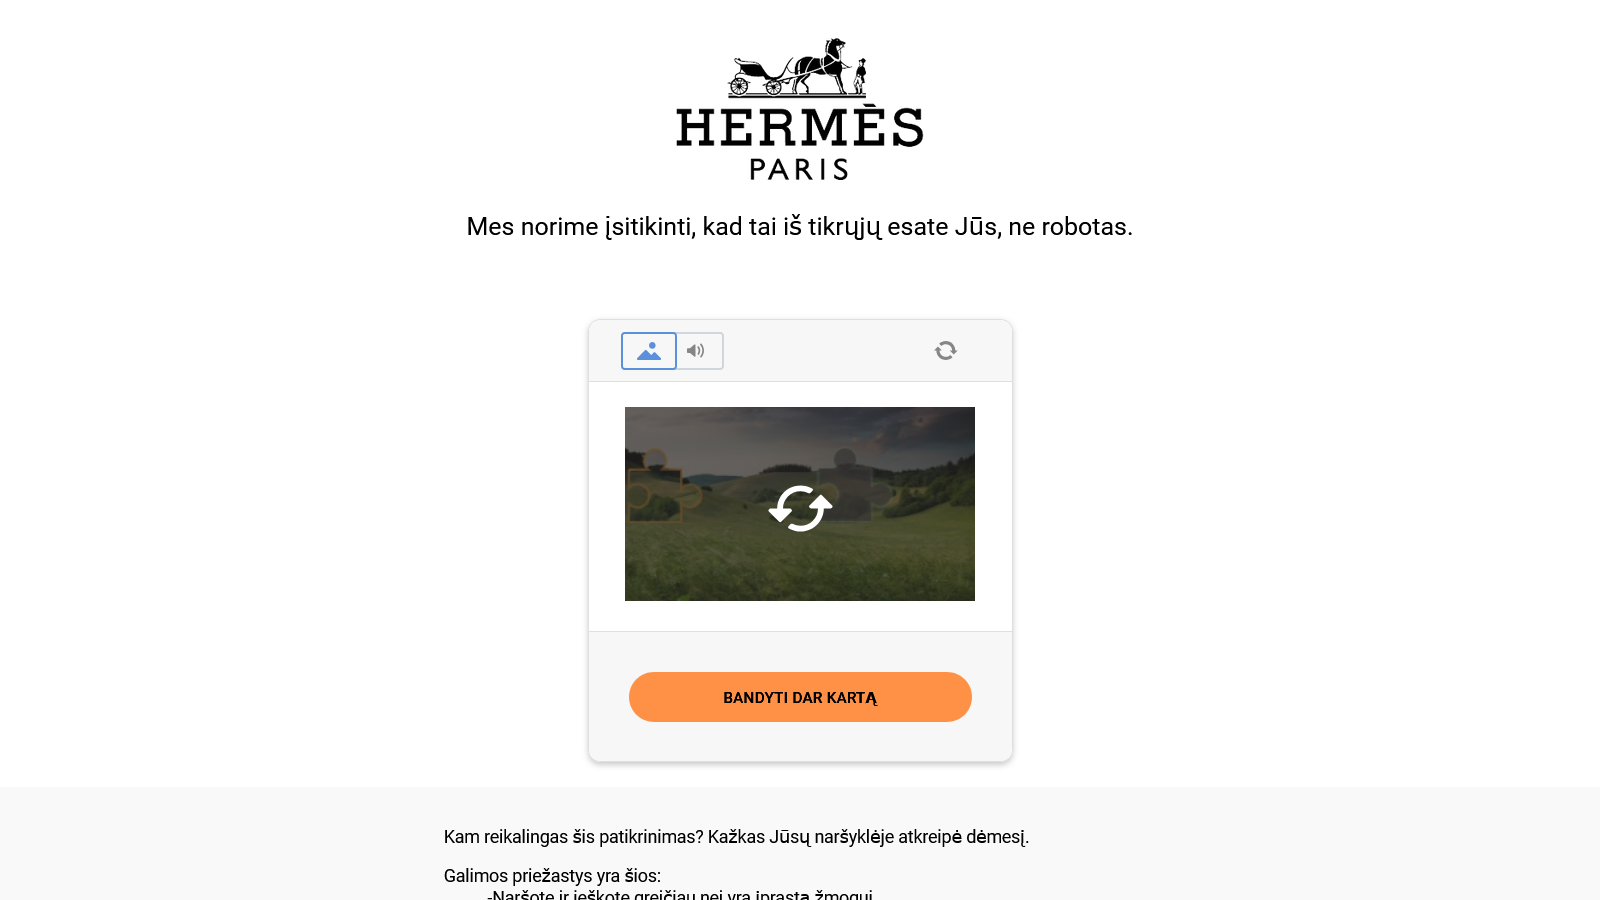 HERMÈS
PARIS
Mes norime įsitikinti, kad tai iš tikrųjų esate Jūs, ne robotas.
BANDYTI DAR KARTĄ
Kam reikalingas šis patikrinimas? Kažkas Jūsų naršyklėje atkreipė dėmesį.
Galimos priežastys yra šios:
-Naršote ir ieškote greičiau nei yra įprasta žmogui